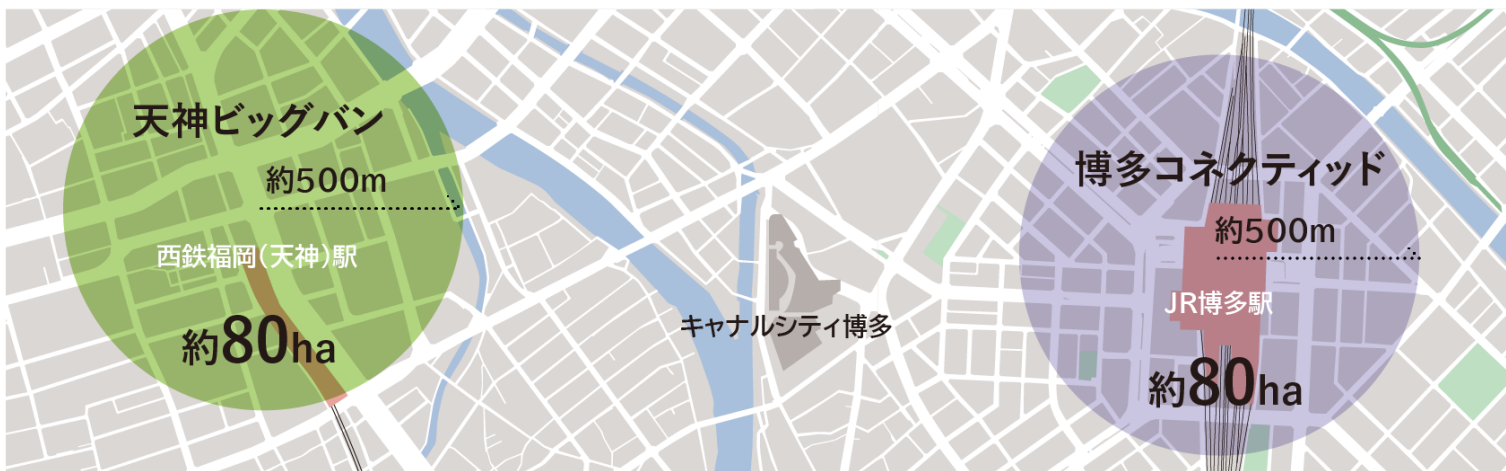 天神ビッグバン
約500m
西鉄福岡(天神)駅
約80ha
キャナルシティ博多
博多コネクティッド
約500m
JR博多駅
約80ha